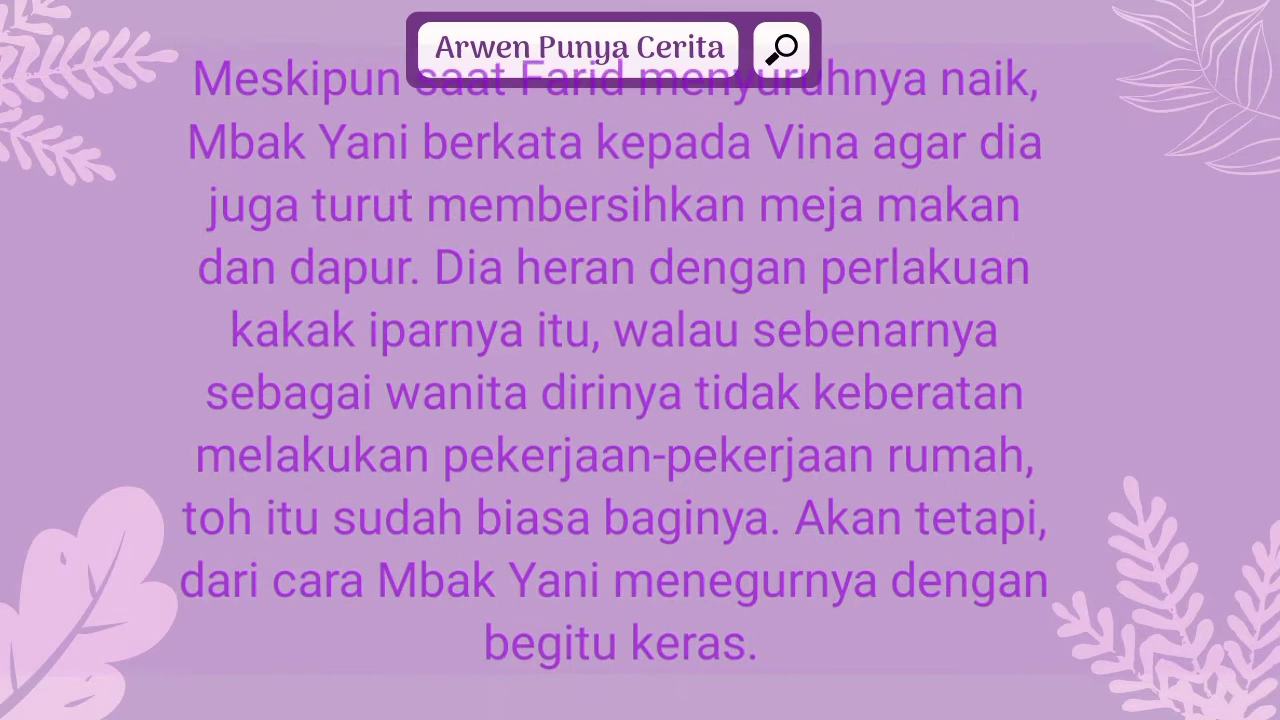 Arwen Punya Cerita
Meskipun saat Farid menyuruhnya naik,
Mbak Yani berkata kepada Vina agar dia
juga turut membersihkan meja makan
dan dapur. Dia heran dengan perlakuan
kakak iparnya itu, walau sebenarnya
sebagai wanita dirinya tidak keberatan
melakukan pekerjaan-pekerjaan rumah,
toh itu sudah biasa baginya. Akan tetapi,
dari cara Mbak Yani menegurnya dengan
begitu keras.